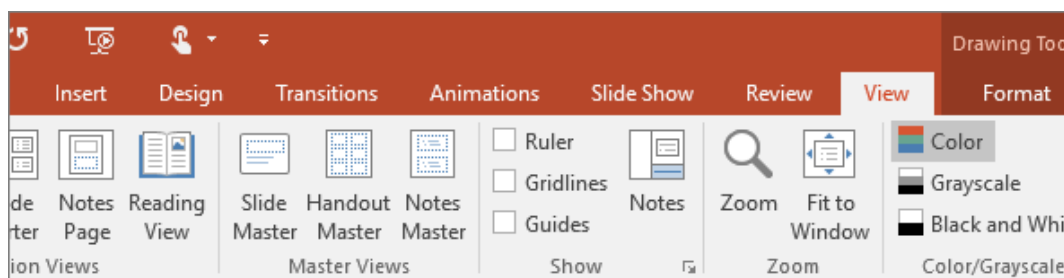 Drawing Too
Insert Design Transitions Animations Slide Show Review View Format
Ruler Color
Gridlines Grayscale
de Notes Reading Slide Handout Notes Notes Zoom Fit to
rter Page View Master Master Master Guides Window Black and Whi
ion Views Master Views Show Zoom Color/Grayscale